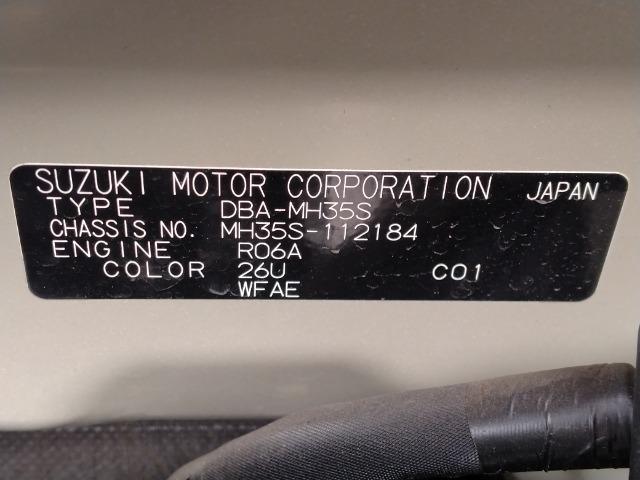 SUZUKI MOTOR CORPORATION JAPAN
TYPE DBA-MH35S
CHASSIS NO. MH35S-112184
ENGINE R06A
COLOR 26U C01
WFAE